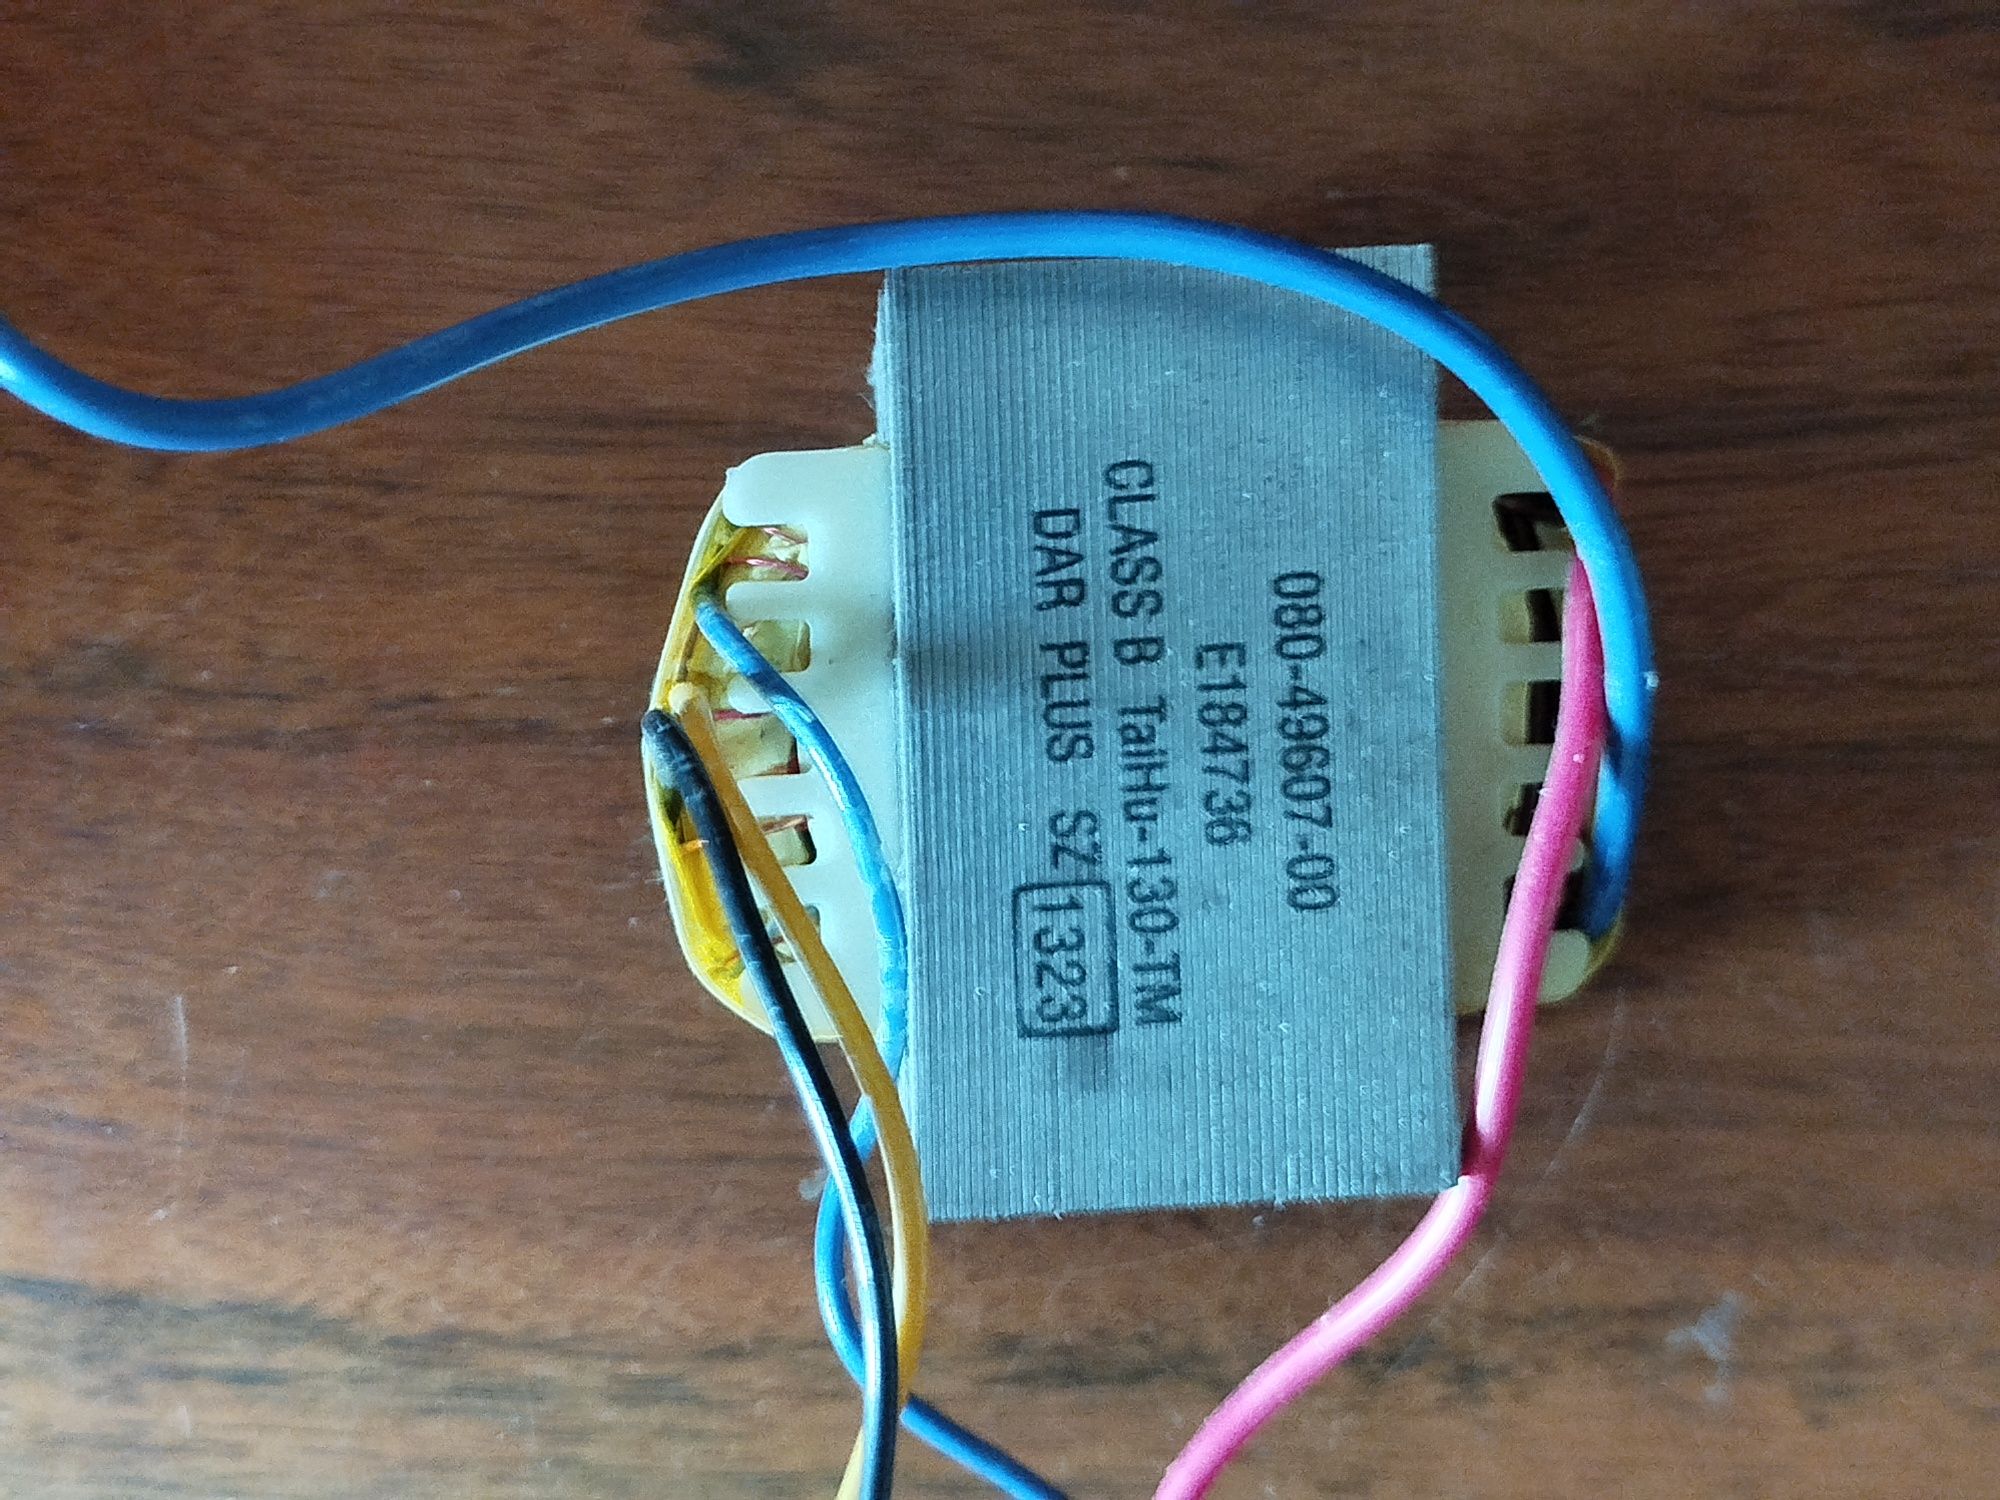 080-49607-00
E184736
CLASS B TaiHu-130-TM
DAR PLUS SZ 1323